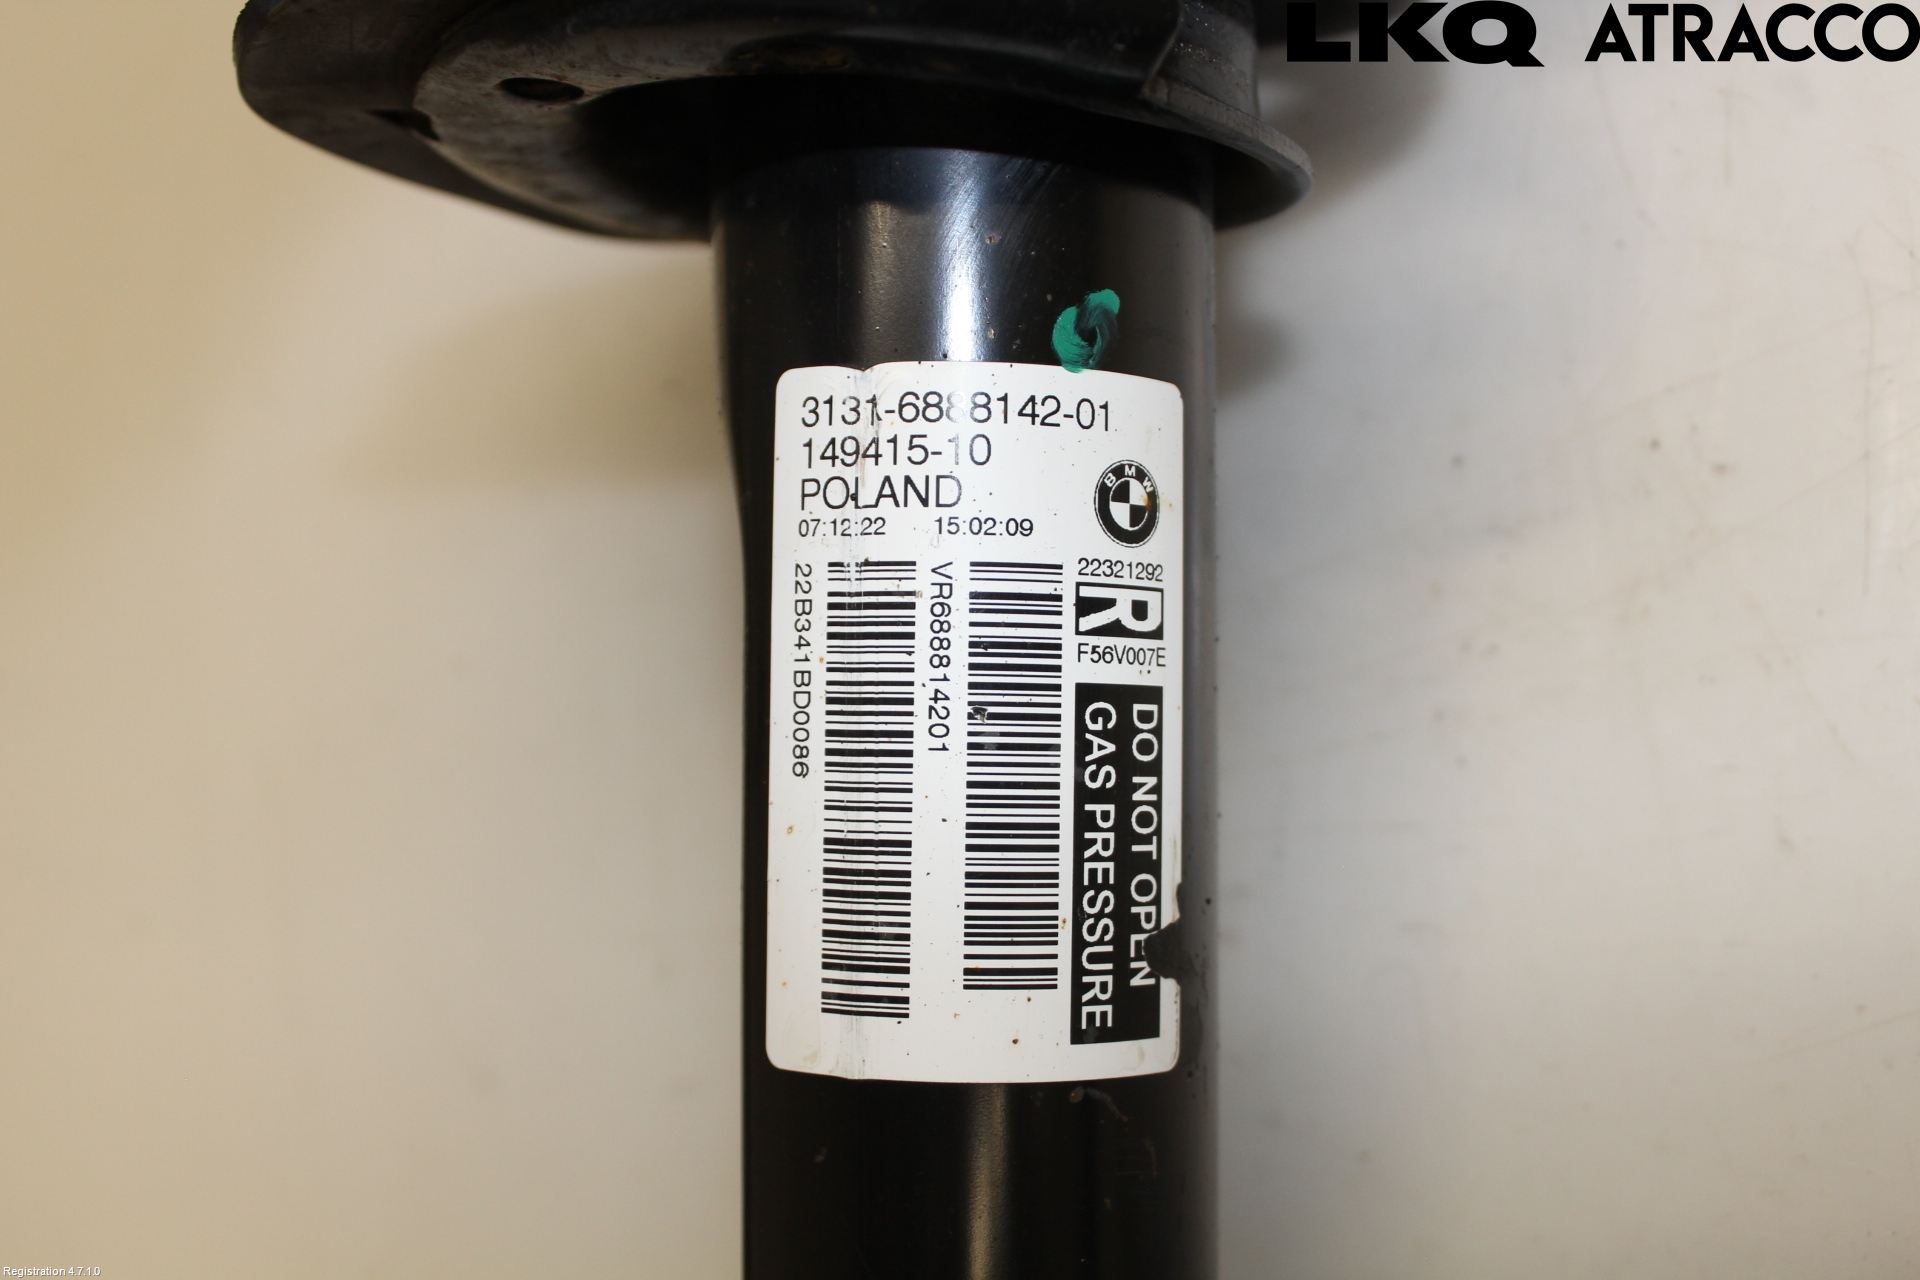 LKQ ATRACCO
3131-6888142-01
149415-10
POLAND
07:12:22 15:02:09
BMW
22321292
R
F56V007E
22B341BD0086
VR688814201
DO NOT OPEN
GAS PRESSURE
Registration 4.7.1.0